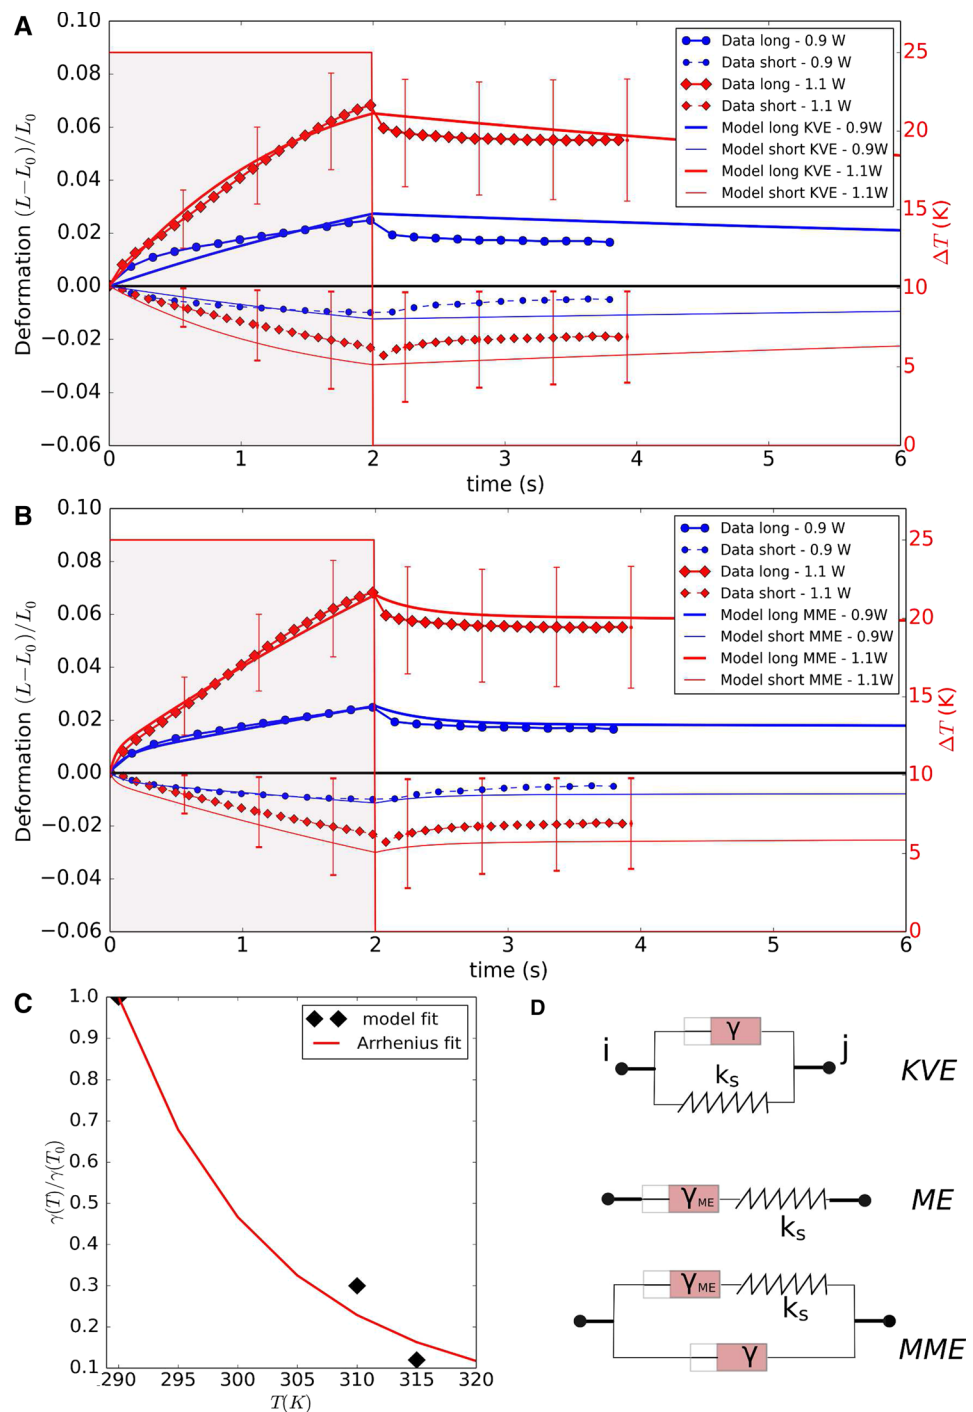 A
Deformation (L−L₀)/L₀
0.10
0.08
0.06
0.04
0.02
0.00
−0.02
−0.04
−0.06
Data long - 0.9 W
Data short - 0.9 W
Data long - 1.1 W
Data short - 1.1 W
Model long KVE - 0.9W
Model short KVE - 0.9W
Model long KVE - 1.1W
Model short KVE - 1.1W
25
20
15
10
5
0
ΔT (K)
0 1 2 3 4 5 6
time (s)
B
Deformation (L−L₀)/L₀
0.10
0.08
0.06
0.04
0.02
0.00
−0.02
−0.04
−0.06
Data long - 0.9 W
Data short - 0.9 W
Data long - 1.1 W
Data short - 1.1 W
Model long MME - 0.9W
Model short MME - 0.9W
Model long MME - 1.1W
Model short MME - 1.1W
25
20
15
10
5
0
ΔT (K)
0 1 2 3 4 5 6
time (s)
C
γ(T)/γ(T₀)
1.0
0.9
0.8
0.7
0.6
0.5
0.4
0.3
0.2
0.1
model fit
Arrhenius fit
290 295 300 305 310 315 320
T(K)
D
γ
i
j
kₛ
KVE
γME
kₛ
ME
γME
kₛ
γ
MME